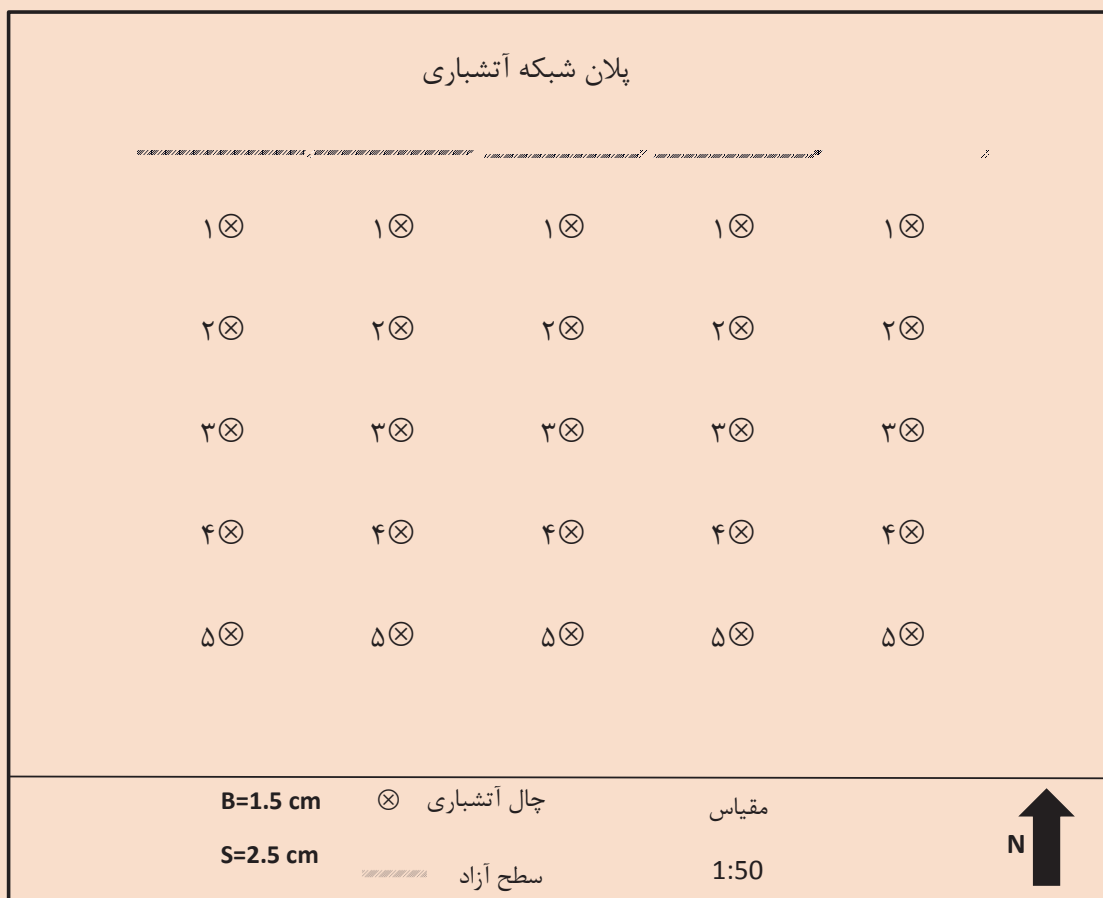 پلان شبکه آتشباری
۱ ۱ ۱ ۱ ۱
۲ ۲ ۲ ۲ ۲
۳ ۳ ۳ ۳ ۳
۴ ۴ ۴ ۴ ۴
۵ ۵ ۵ ۵ ۵
مقیاس
1:50
چال آتشباری
سطح آزاد
B=1.5 cm
S=2.5 cm
N